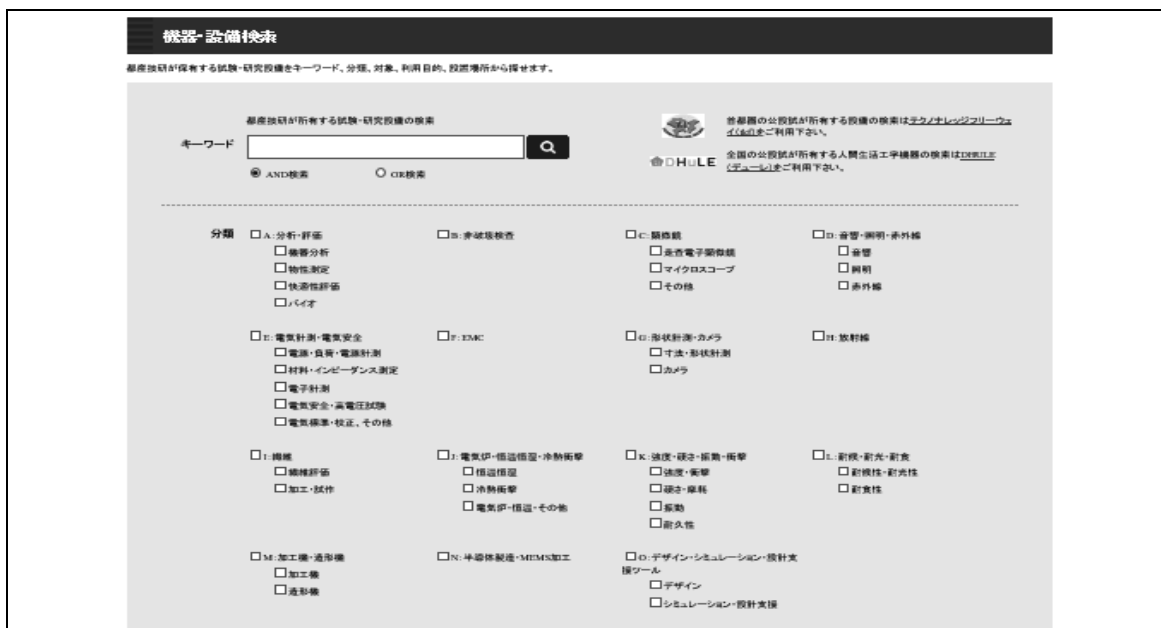 機器・設備検索
都産技研が保有する試験・研究設備をキーワード、分類、対象、利用目的、設置場所から探せます。
都産技研が所有する試験・研究設備の検索
キーワード
AND検索
OR検索
首都圏の公設試が所有する設備の検索はテクノナレッジフリーウェ
イ(tkf)をご利用下さい。
DHuLE
全国の公設試が所有する人間生活工学機器の検索はDHULE
(デューレ)をご利用下さい。
分類
A:分析・評価
機器分析
物性測定
快適性評価
バイオ
B:非破壊検査
C:顕微鏡
走査電子顕微鏡
マイクロスコープ
その他
D:音響・照明・赤外線
音響
照明
赤外線
E:電気計測・電気安全
電源・負荷・電源計測
材料・インピーダンス測定
電子計測
電気安全・高電圧試験
電気標準・校正、その他
F:EMC
G:形状計測・カメラ
寸法・形状計測
カメラ
H:放射線
I:繊維
繊維評価
加工・試作
J:電気炉・恒温恒湿・冷熱衝撃
恒温恒湿
冷熱衝撃
電気炉・恒温・その他
K:強度・硬さ・振動・衝撃
強度・衝撃
硬さ・摩耗
振動
耐久性
L:耐候・耐光・耐食
耐候性・耐光性
耐食性
M:加工機・造形機
加工機
造形機
N:半導体製造・MEMS加工
O:デザイン・シミュレーション・設計支
援ツール
デザイン
シミュレーション・設計支援